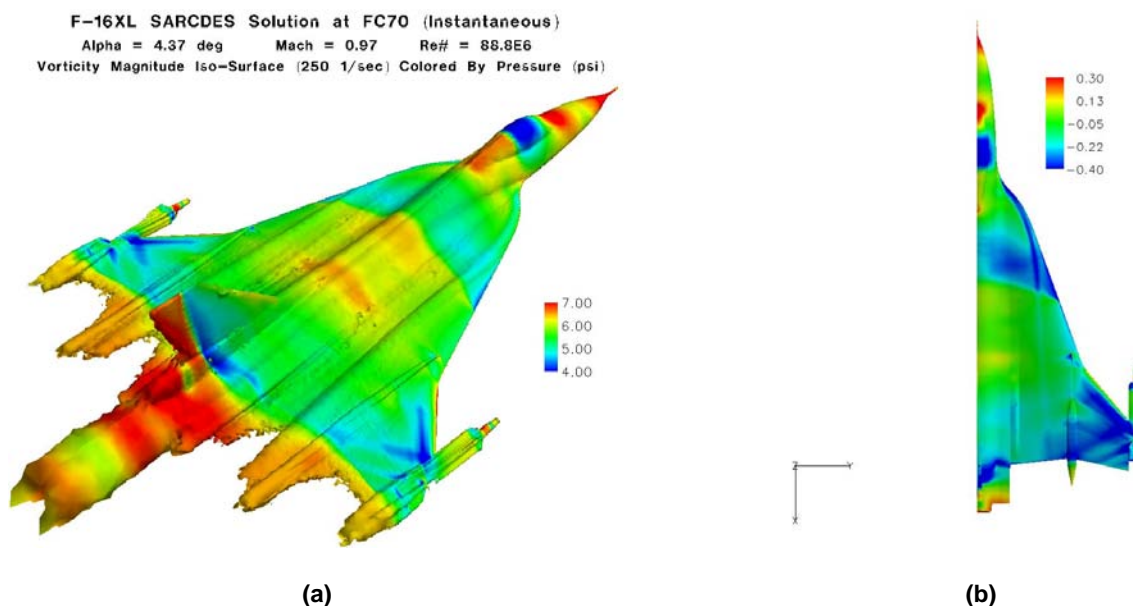 F-16XL SARCDES Solution at FC70 (Instantaneous)
Alpha = 4.37 deg Mach = 0.97 Re# = 88.8E6
Vorticity Magnitude Iso-Surface (250 1/sec) Colored By Pressure (psi)
7.00
6.00
5.00
4.00
0.30
0.13
-0.05
-0.22
-0.40
Z
Y
X
(a)
(b)